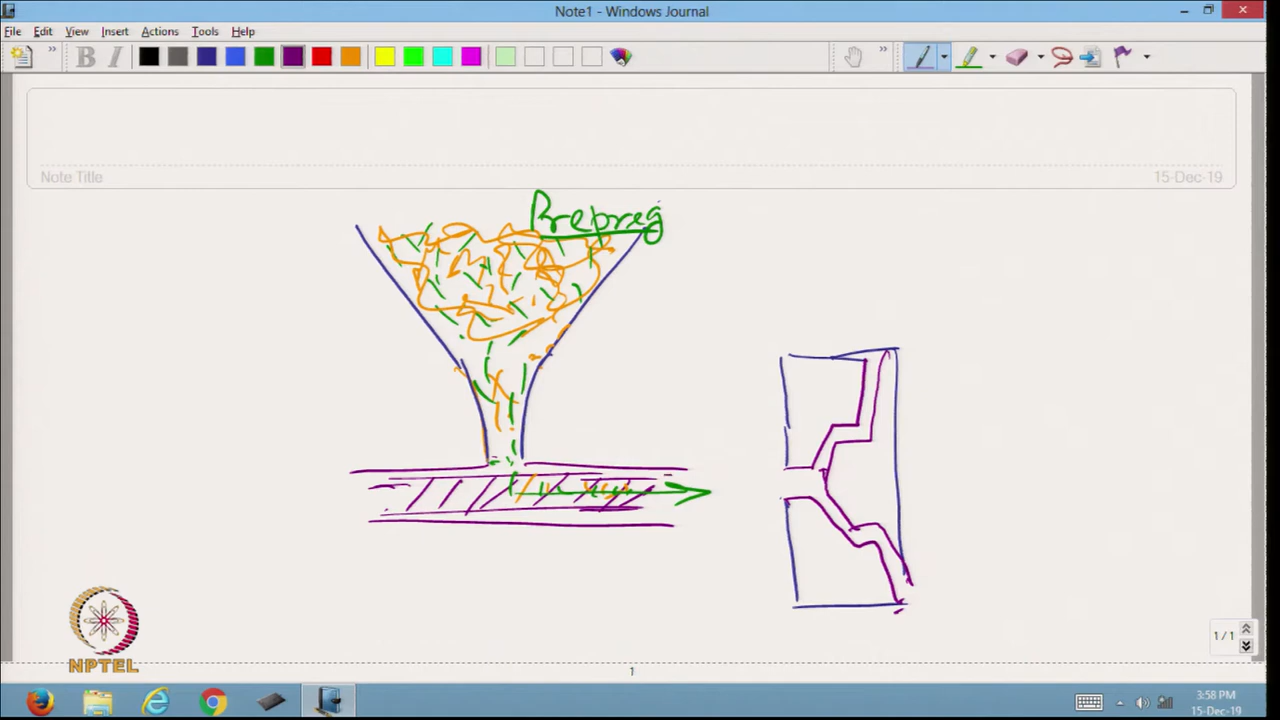 Note1 - Windows Journal
File Edit View Insert Actions Tools Help
B I
Note Title
15-Dec-19
Prepreg
NPTEL
1/1
1
3:58 PM
15-Dec-19